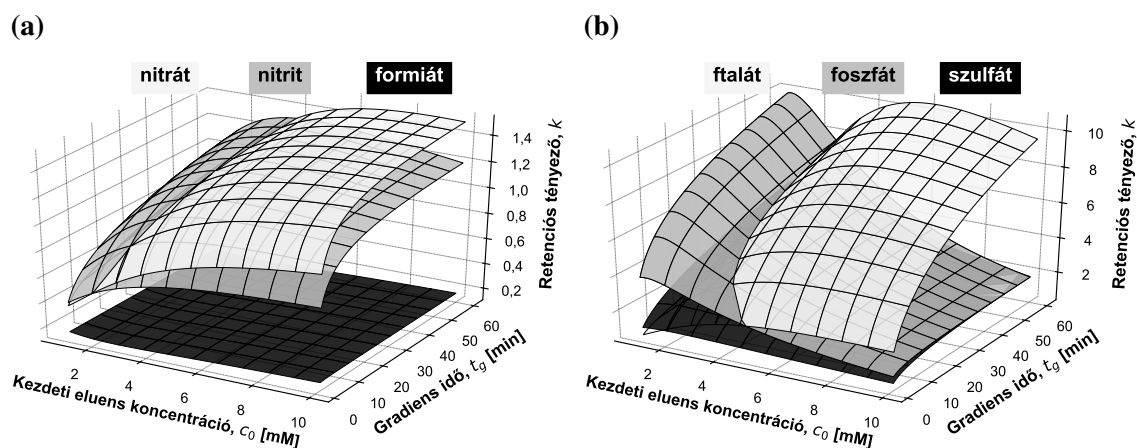 (a)
nitrát nitrit formiát
1,4
1,2
1,0
0,8
0,6
0,4
0,2
Retenciós tényező, k
2 4 6 8 10
Kezdeti eluens koncentráció, c₀ [mM]
0 10 20 30 40 50 60
Gradiens idő, t_g [min]
(b)
ftalát foszfát szulfát
10
8
6
4
2
Retenciós tényező, k
2 4 6 8 10
Kezdeti eluens koncentráció, c₀ [mM]
0 10 20 30 40 50 60
Gradiens idő, t_g [min]